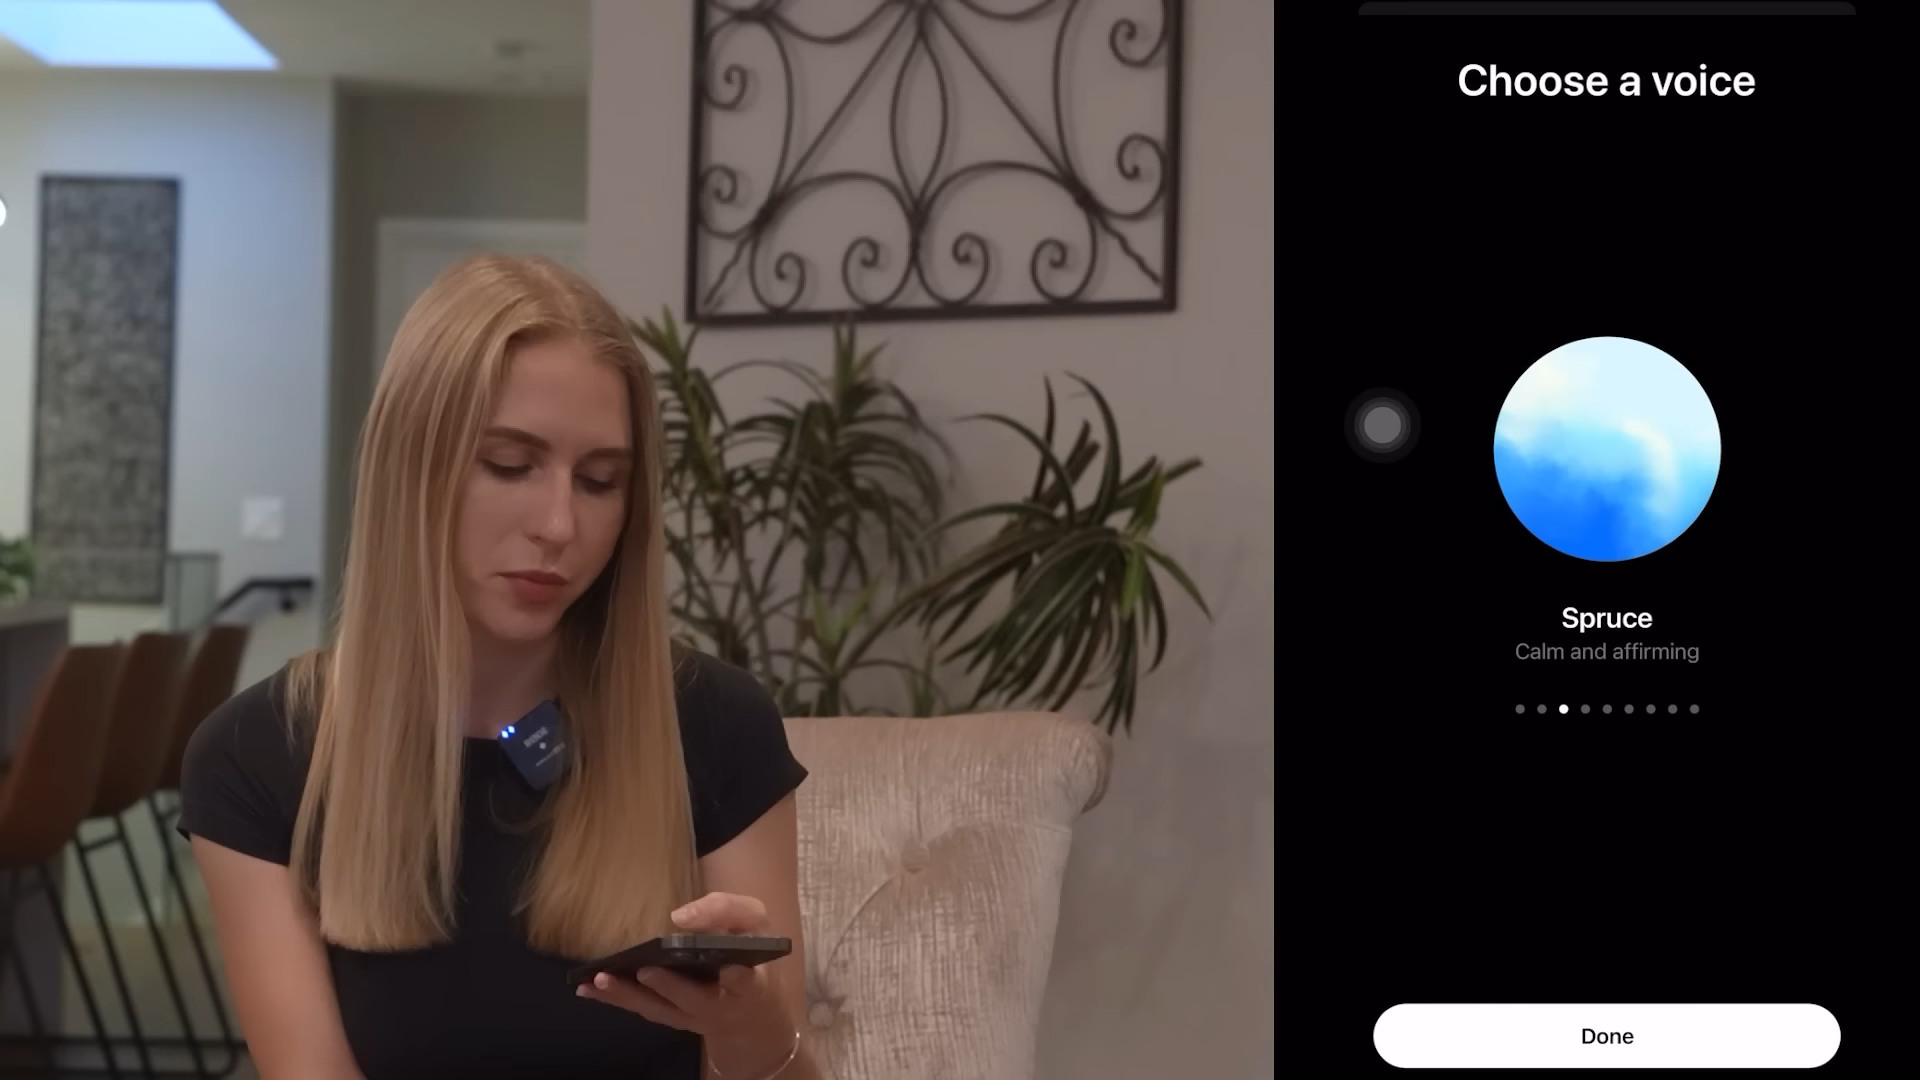 Choose a voice
Spruce
Calm and affirming
Done